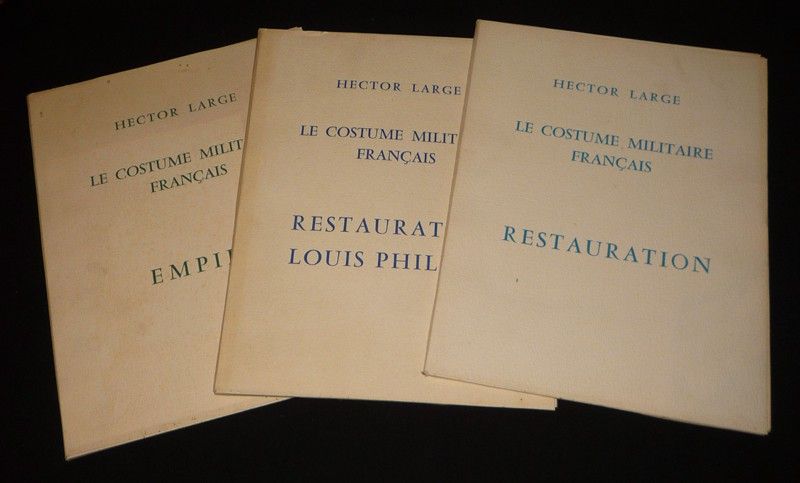 HECTOR LARGE
LE COSTUME MILIT
FRANÇAIS
EMPI
HECTOR LARGE
LE COSTUME MILIT
FRANÇAIS
RESTAURAT
LOUIS PHIL
HECTOR LARGE
LE COSTUME MILITAIRE
FRANÇAIS
RESTAURATION